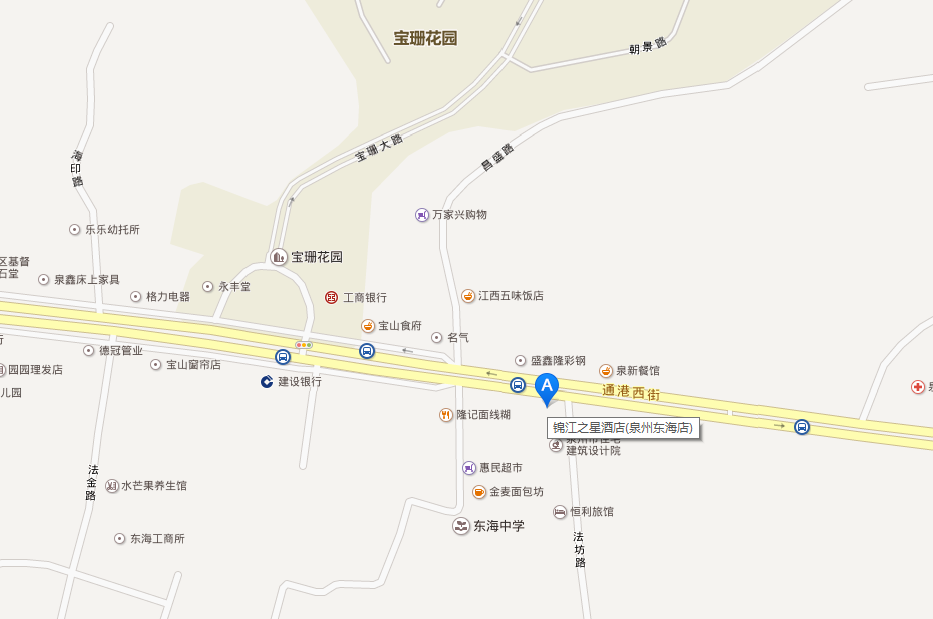 宝珊花园
朝景路
宝珊大路
昌盛路
海印路
万家兴购物
乐乐幼托所
区基督
石堂
宝珊花园
泉鑫床上家具
永丰堂
格力电器
工商银行
江西五味饭店
宝山食府
名气
德冠管业
宝山窗帘店
盛鑫隆彩钢
园园理发店
泉新餐馆
建设银行
A
通港西街
儿园
隆记面线糊
锦江之星酒店(泉州东海店)
建筑设计院
惠民超市
法金路
水芒果养生馆
金麦面包坊
恒利旅馆
东海中学
东海工商所
法坊路